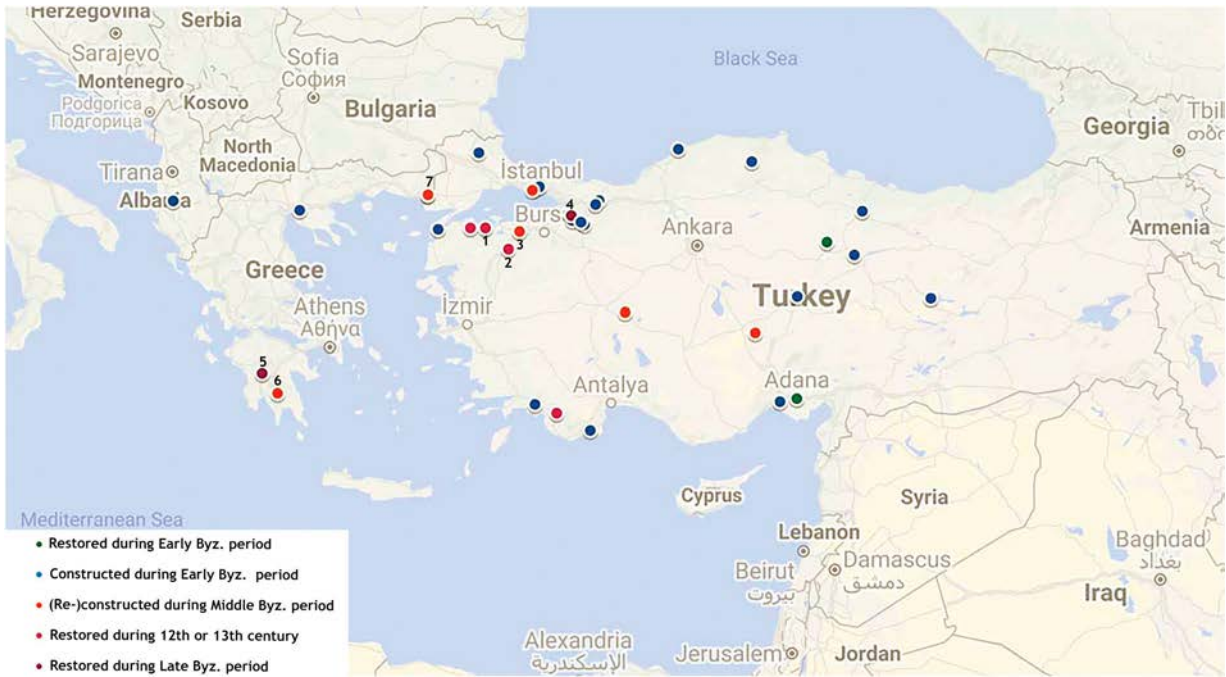 Herzegovina
Serbia
Sarajevo
Montenegro
Podgorica
Подгорица
Kosovo
Sofia
София
Bulgaria
Black Sea
Georgia
North
Macedonia
Tirana
Albania
7
İstanbul
4
Armenia
Ankara
1
3
2
Greece
Turkey
İzmir
Athens
Αθήνα
5
6
Antalya
Adana
Cyprus
Syria
Mediterranean Sea
Lebanon
Baghdad
بغداد
Beirut
بيروت
Damascus
دمشق
Iraq
Alexandria
الإسكندرية
Jerusalem
Jordan
Restored during Early Byz. period
Constructed during Early Byz. period
(Re-)constructed during Middle Byz. period
Restored during 12th or 13th century
Restored during Late Byz. period